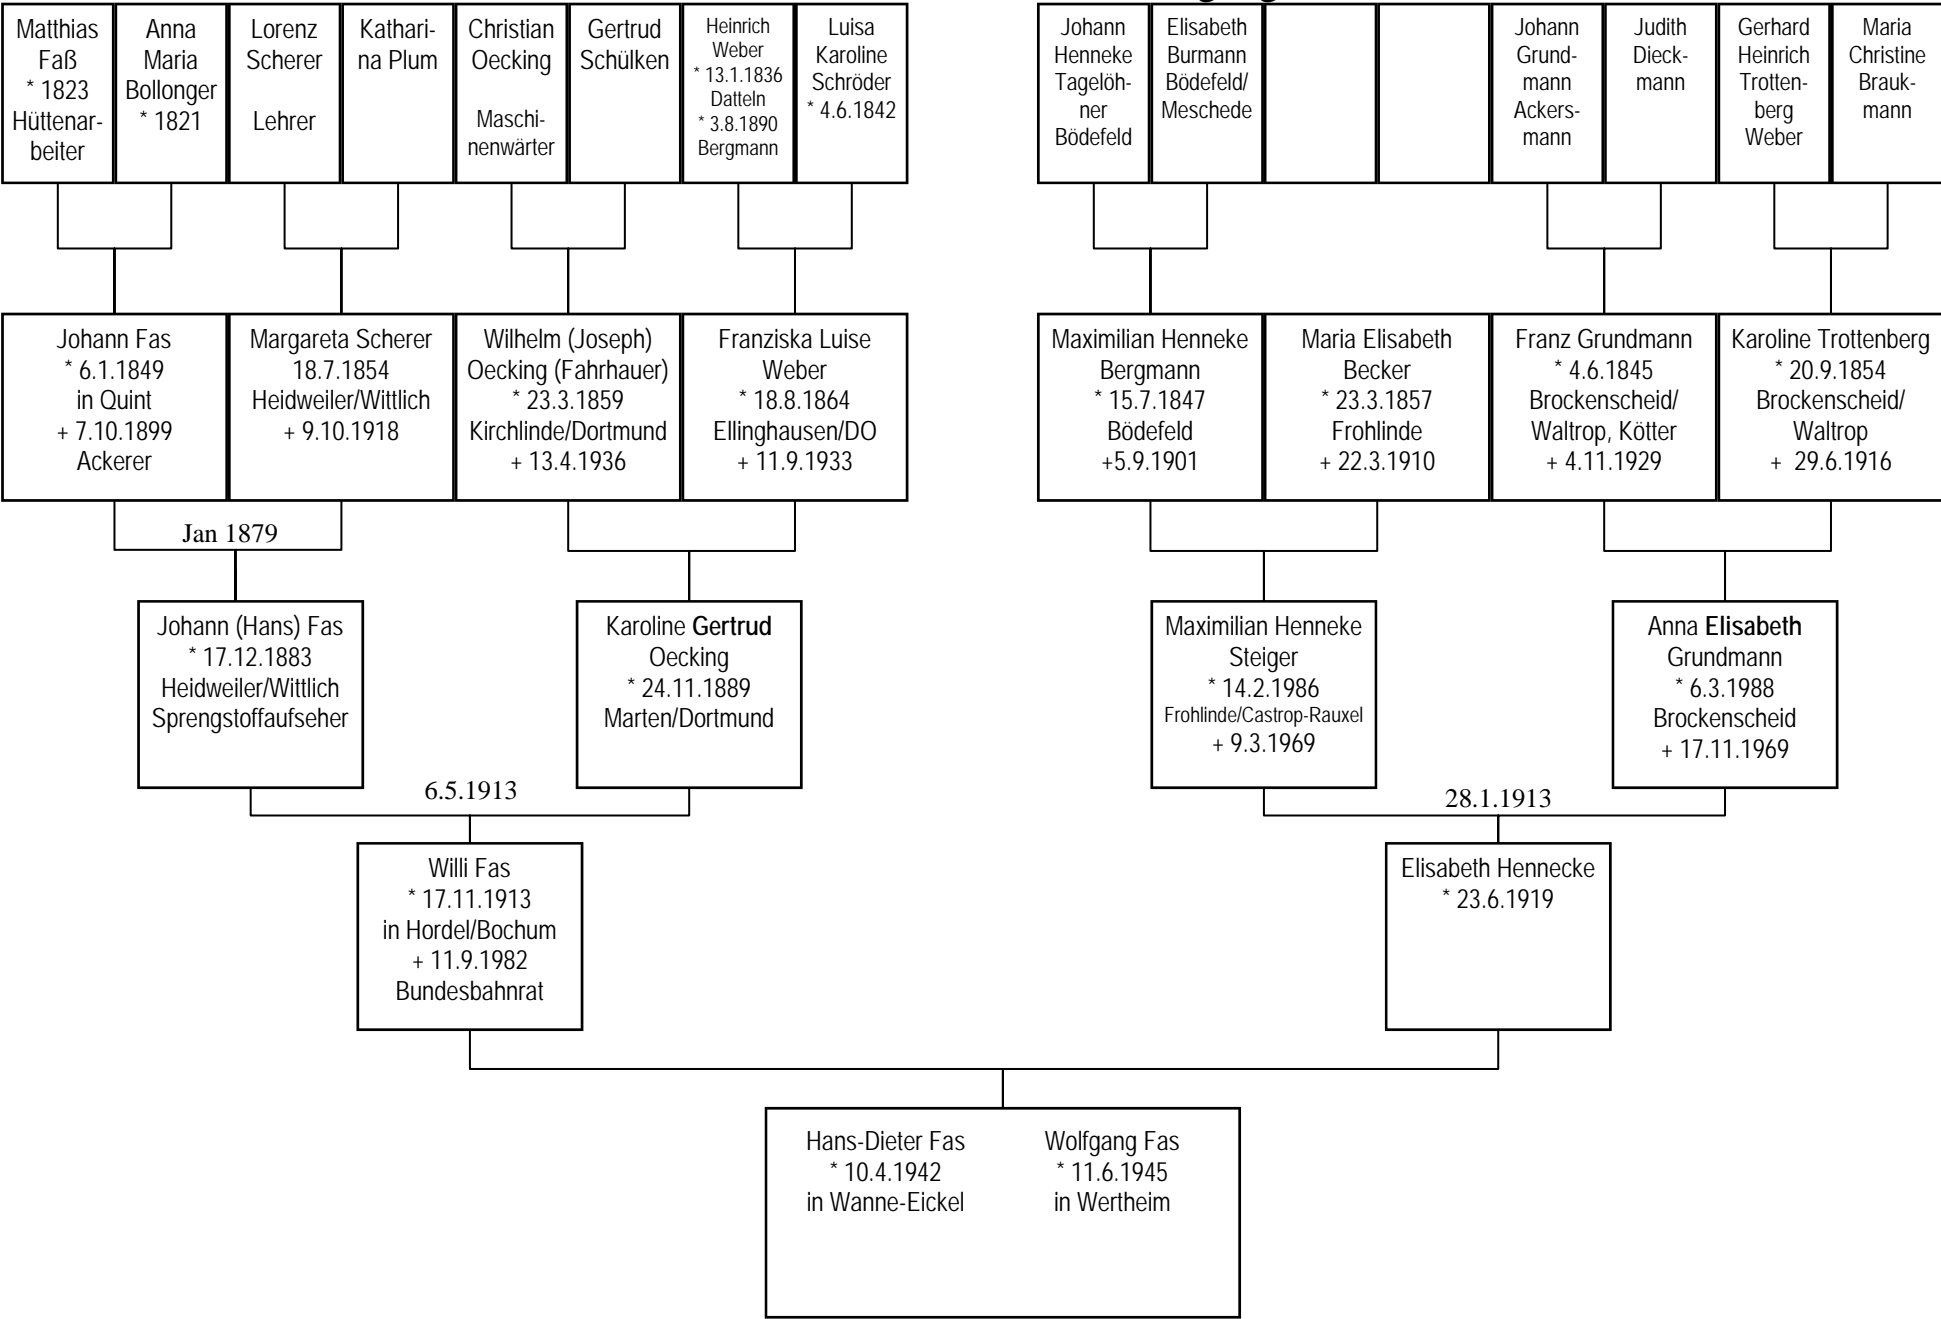 Matthias
Faß
* 1823
Hüttenar-
beiter
Anna
Maria
Bollonger
* 1821
Lorenz
Scherer
Lehrer
Kathari-
na Plum
Christian
Oecking
Maschi-
nenwärter
Gertrud
Schülken
Heinrich
Weber
* 13.1.1836
Datteln
* 3.8.1890
Bergmann
Luisa
Karoline
Schröder
* 4.6.1842
Johann
Henneke
Tagelöh-
ner
Bödefeld
Elisabeth
Burmann
Bödefeld/
Meschede
Johann
Grund-
mann
Ackers-
mann
Judith
Dieck-
mann
Gerhard
Heinrich
Trotten-
berg
Weber
Maria
Christine
Brauk-
mann
Johann Fas
* 6.1.1849
in Quint
+ 7.10.1899
Ackerer
Margareta Scherer
18.7.1854
Heidweiler/Wittlich
+ 9.10.1918
Wilhelm (Joseph)
Oecking (Fahrhauer)
* 23.3.1859
Kirchlinde/Dortmund
+ 13.4.1936
Franziska Luise
Weber
* 18.8.1864
Ellinghausen/DO
+ 11.9.1933
Maximilian Henneke
Bergmann
* 15.7.1847
Bödefeld
+5.9.1901
Maria Elisabeth
Becker
* 23.3.1857
Frohlinde
+ 22.3.1910
Franz Grundmann
* 4.6.1845
Brockenscheid/
Waltrop, Kötter
+ 4.11.1929
Karoline Trottenberg
* 20.9.1854
Brockenscheid/
Waltrop
+ 29.6.1916
Jan 1879
Johann (Hans) Fas
* 17.12.1883
Heidweiler/Wittlich
Sprengstoffaufseher
Karoline Gertrud
Oecking
* 24.11.1889
Marten/Dortmund
Maximilian Henneke
Steiger
* 14.2.1986
Frohlinde/Castrop-Rauxel
+ 9.3.1969
Anna Elisabeth
Grundmann
* 6.3.1988
Brockenscheid
+ 17.11.1969
6.5.1913
28.1.1913
Willi Fas
* 17.11.1913
in Hordel/Bochum
+ 11.9.1982
Bundesbahnrat
Elisabeth Hennecke
* 23.6.1919
Hans-Dieter Fas
* 10.4.1942
in Wanne-Eickel
Wolfgang Fas
* 11.6.1945
in Wertheim